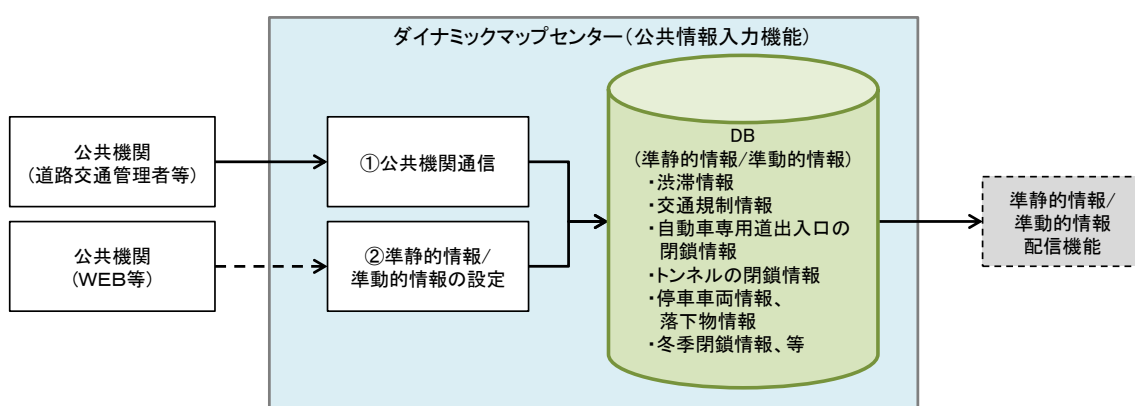 ダイナミックマップセンター(公共情報入力機能)
公共機関
(道路交通管理者等)
①公共機関通信
公共機関
(WEB等)
②準静的情報/
準動的情報の設定
DB
(準静的情報/準動的情報)
・渋滞情報
・交通規制情報
・自動車専用道出入口の
閉鎖情報
・トンネルの閉鎖情報
・停車車両情報、
落下物情報
・冬季閉鎖情報、等
準静的情報/
準動的情報
配信機能